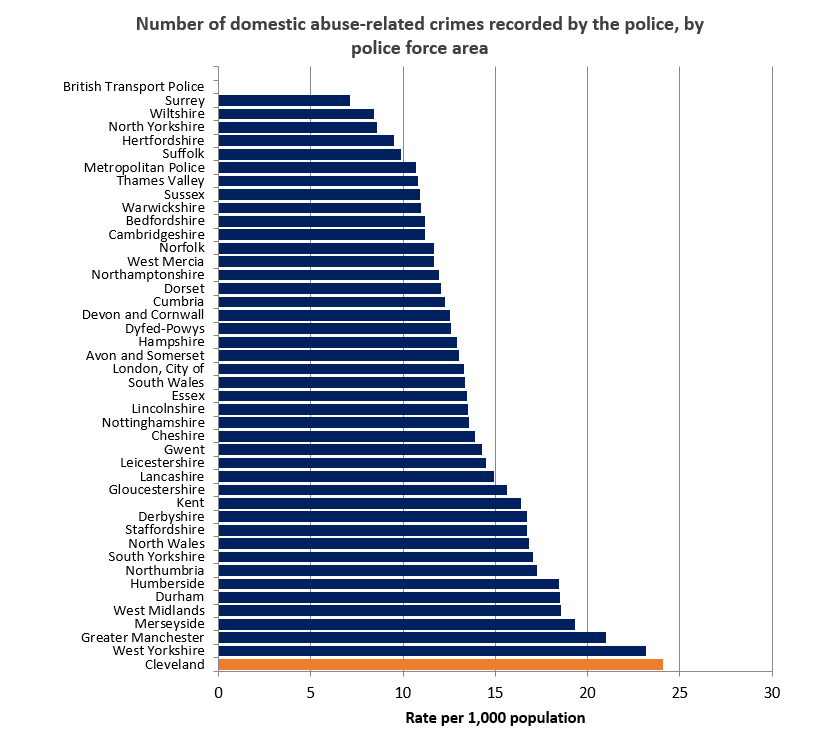 Number of domestic abuse-related crimes recorded by the police, by
police force area
British Transport Police
Surrey
Wiltshire
North Yorkshire
Hertfordshire
Suffolk
Metropolitan Police
Thames Valley
Sussex
Warwickshire
Bedfordshire
Cambridgeshire
Norfolk
West Mercia
Northamptonshire
Dorset
Cumbria
Devon and Cornwall
Dyfed-Powys
Hampshire
Avon and Somerset
London, City of
South Wales
Essex
Lincolnshire
Nottinghamshire
Cheshire
Gwent
Leicestershire
Lancashire
Gloucestershire
Kent
Derbyshire
Staffordshire
North Wales
South Yorkshire
Northumbria
Humberside
Durham
West Midlands
Merseyside
Greater Manchester
West Yorkshire
Cleveland
0 5 10 15 20 25 30
Rate per 1,000 population